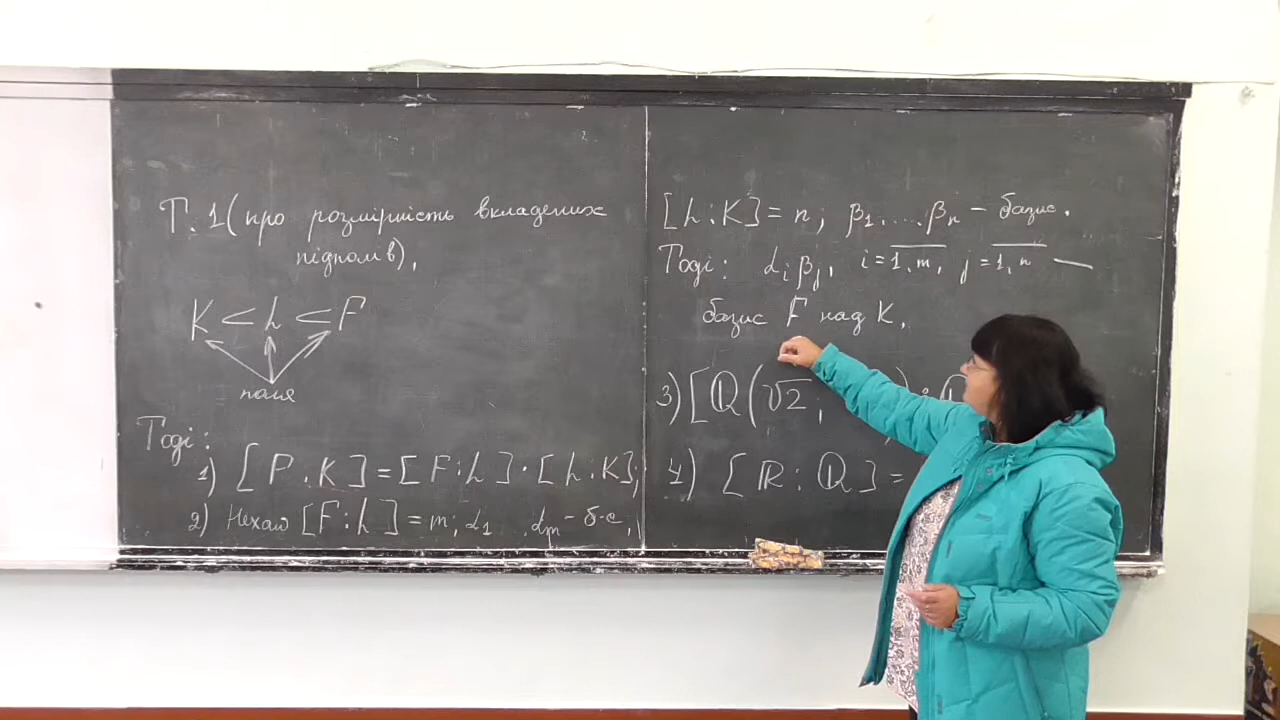 Т. 1 (про розмірність вкладених
підполів).
K ⊂ L ⊂ F
поля
Тоді:
1) [F : K] = [F : L] · [L : K];
2) Нехай [F : L] = m; α₁ ... αₘ – б-с,
[L : K] = n; β₁ .... βₙ – базис.
Тоді: αᵢβⱼ, i = 1, m, j = 1, n —
базис F над K.
3) [ℚ(√2,
4) [ℝ : ℚ] =